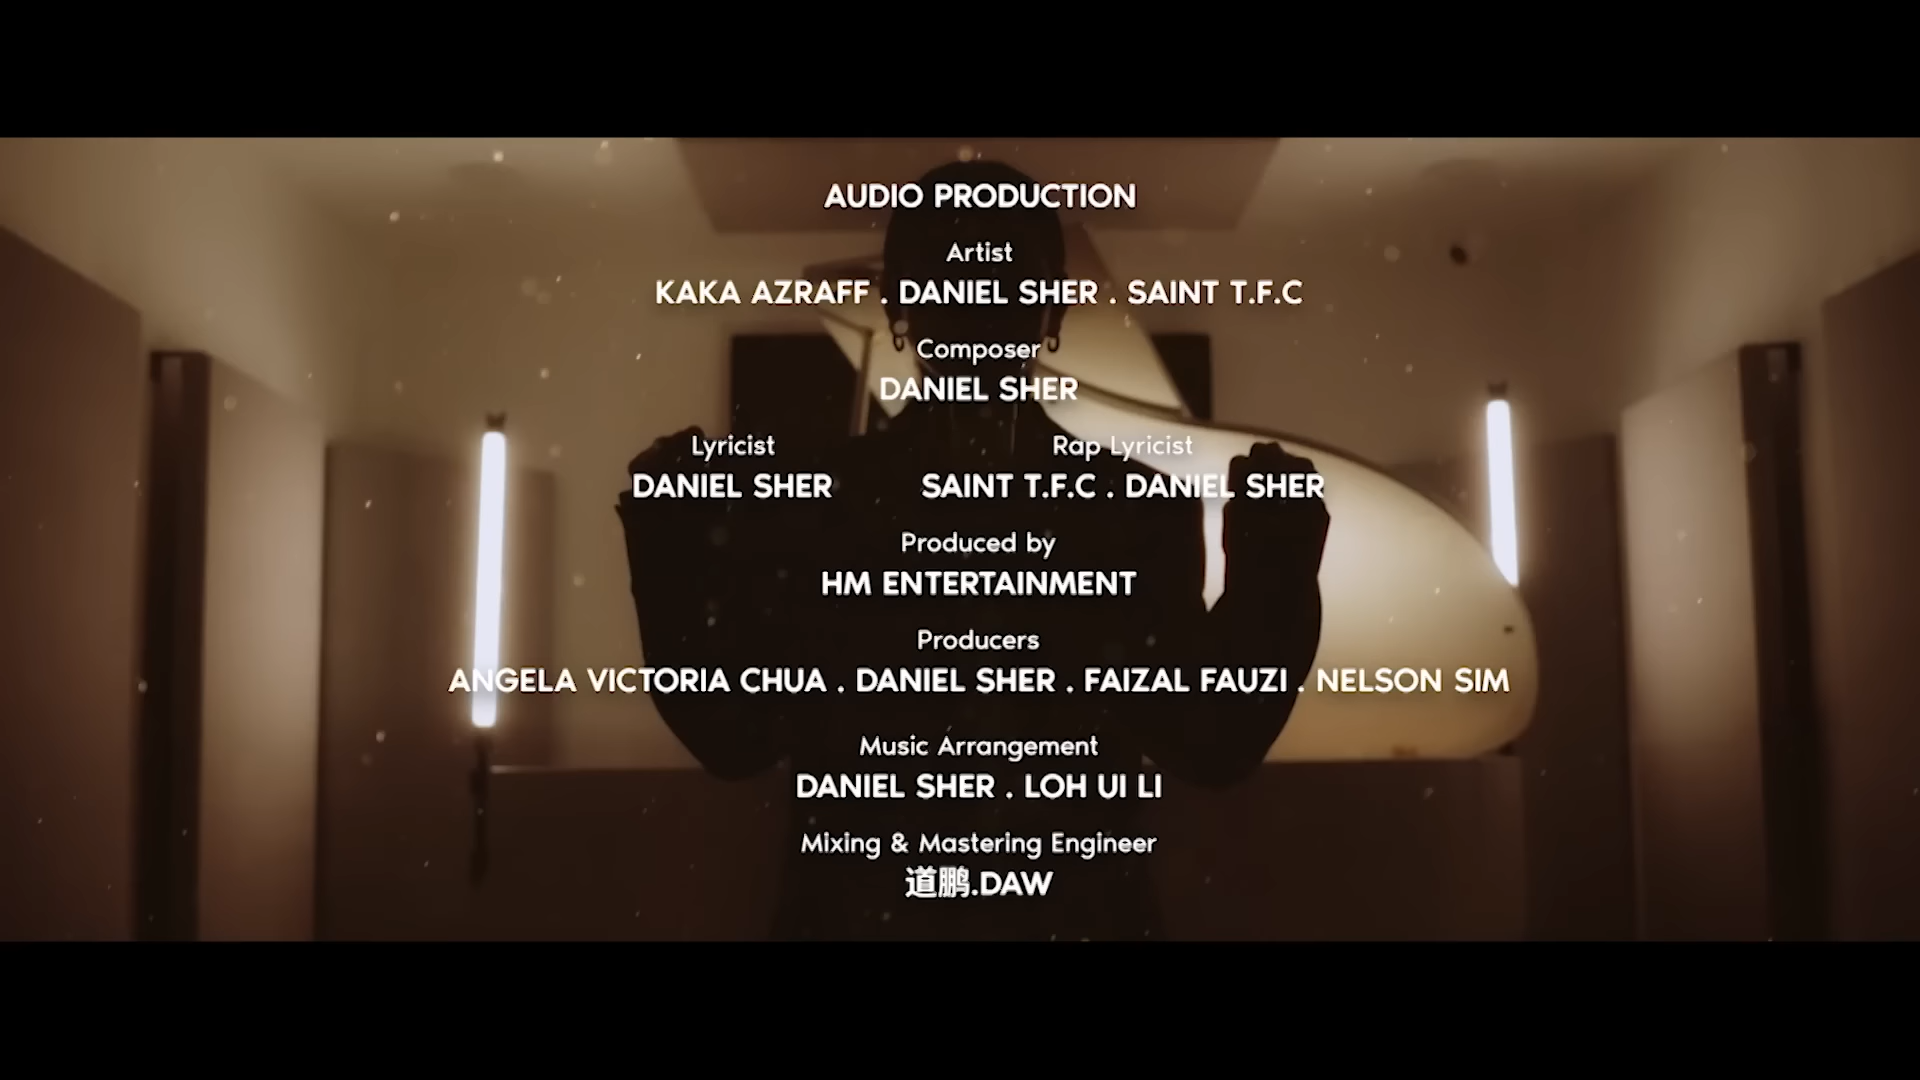 AUDIO PRODUCTION
Artist
KAKA AZRAFF . DANIEL SHER . SAINT T.F.C
Composer
DANIEL SHER
Lyricist
DANIEL SHER
Rap Lyricist
SAINT T.F.C . DANIEL SHER
Produced by
HM ENTERTAINMENT
Producers
ANGELA VICTORIA CHUA . DANIEL SHER . FAIZAL FAUZI . NELSON SIM
Music Arrangement
DANIEL SHER . LOH UI LI
Mixing & Mastering Engineer
道鹏.DAW